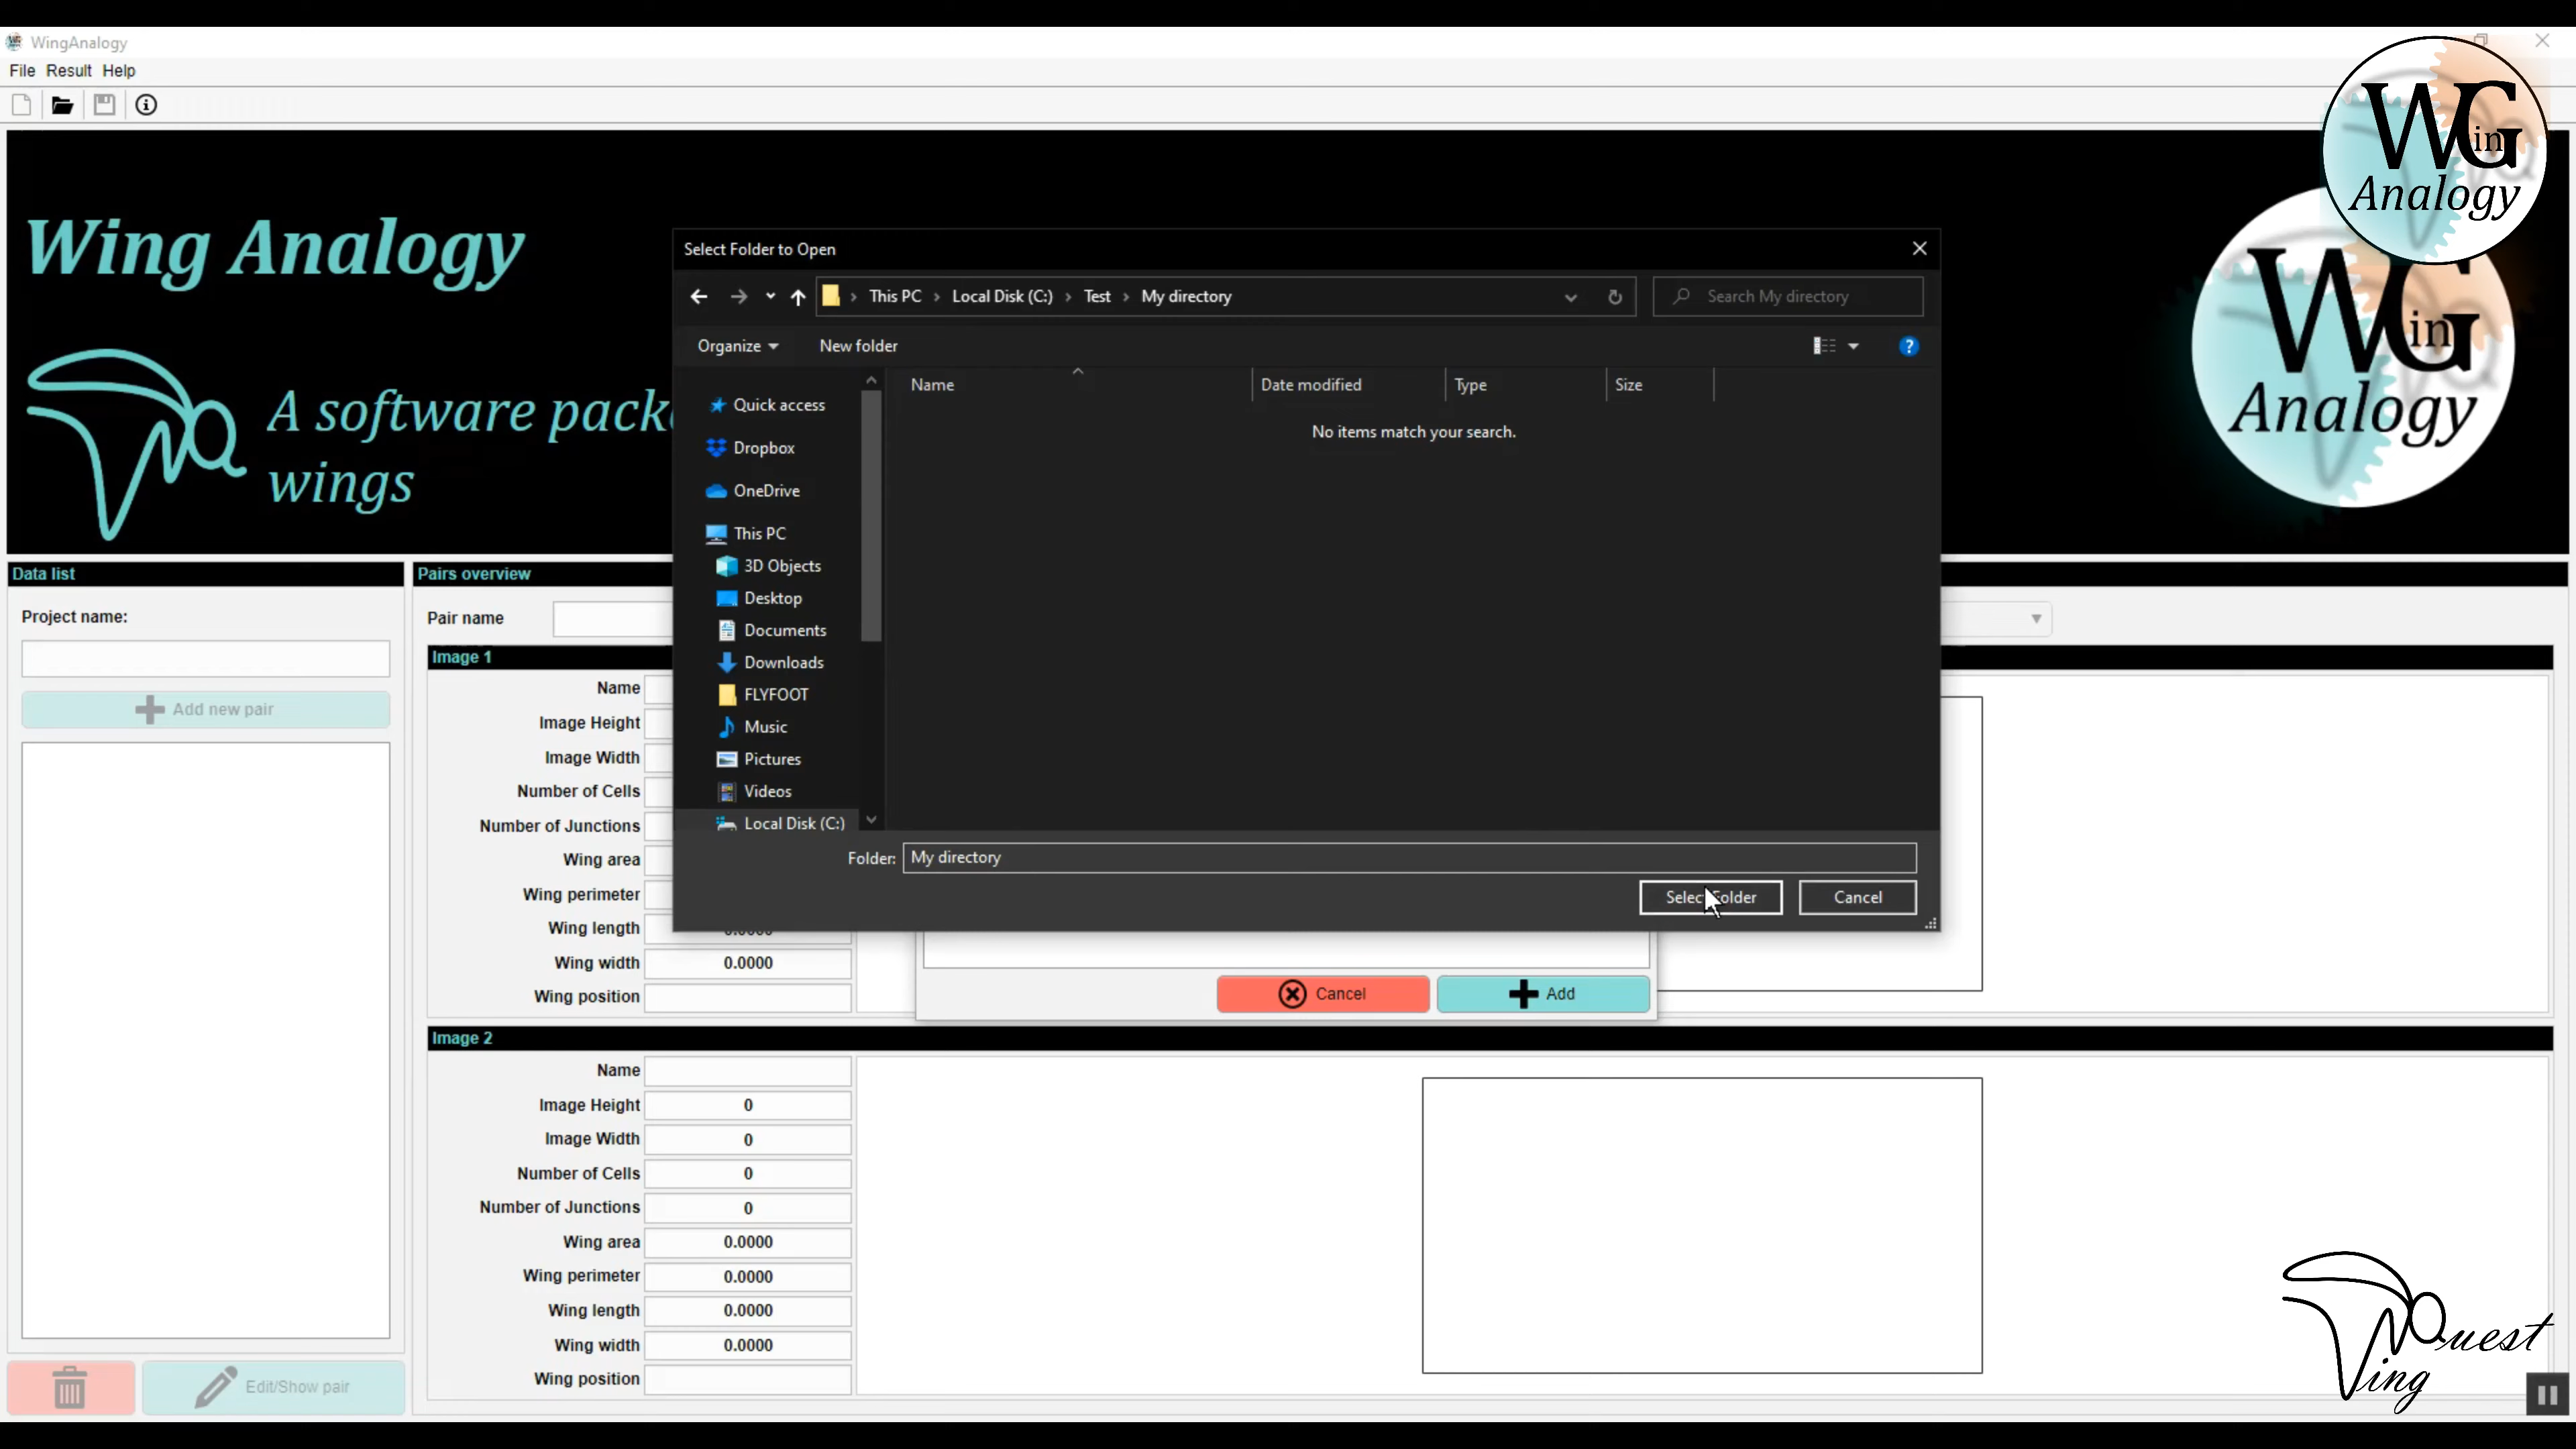 WingAnalogy
File Result Help
W in G
Analogy
Wing Analogy
A software pack
wings
W in G
Analogy
Select Folder to Open
This PC > Local Disk (C:) > Test > My directory
Search My directory
Organize
New folder
Name
Date modified
Type
Size
No items match your search.
Quick access
Dropbox
OneDrive
This PC
3D Objects
Desktop
Documents
Downloads
FLYFOOT
Music
Pictures
Videos
Local Disk (C:)
Folder: My directory
Select Folder
Cancel
Cancel
Add
Data list
Project name:
Add new pair
Edit/Show pair
Pairs overview
Pair name
Image 1
Name
Image Height
Image Width
Number of Cells
Number of Junctions
Wing area
Wing perimeter
Wing length 0.0000
Wing width 0.0000
Wing position
Image 2
Name
Image Height 0
Image Width 0
Number of Cells 0
Number of Junctions 0
Wing area 0.0000
Wing perimeter 0.0000
Wing length 0.0000
Wing width 0.0000
Wing position
Quest
Wing